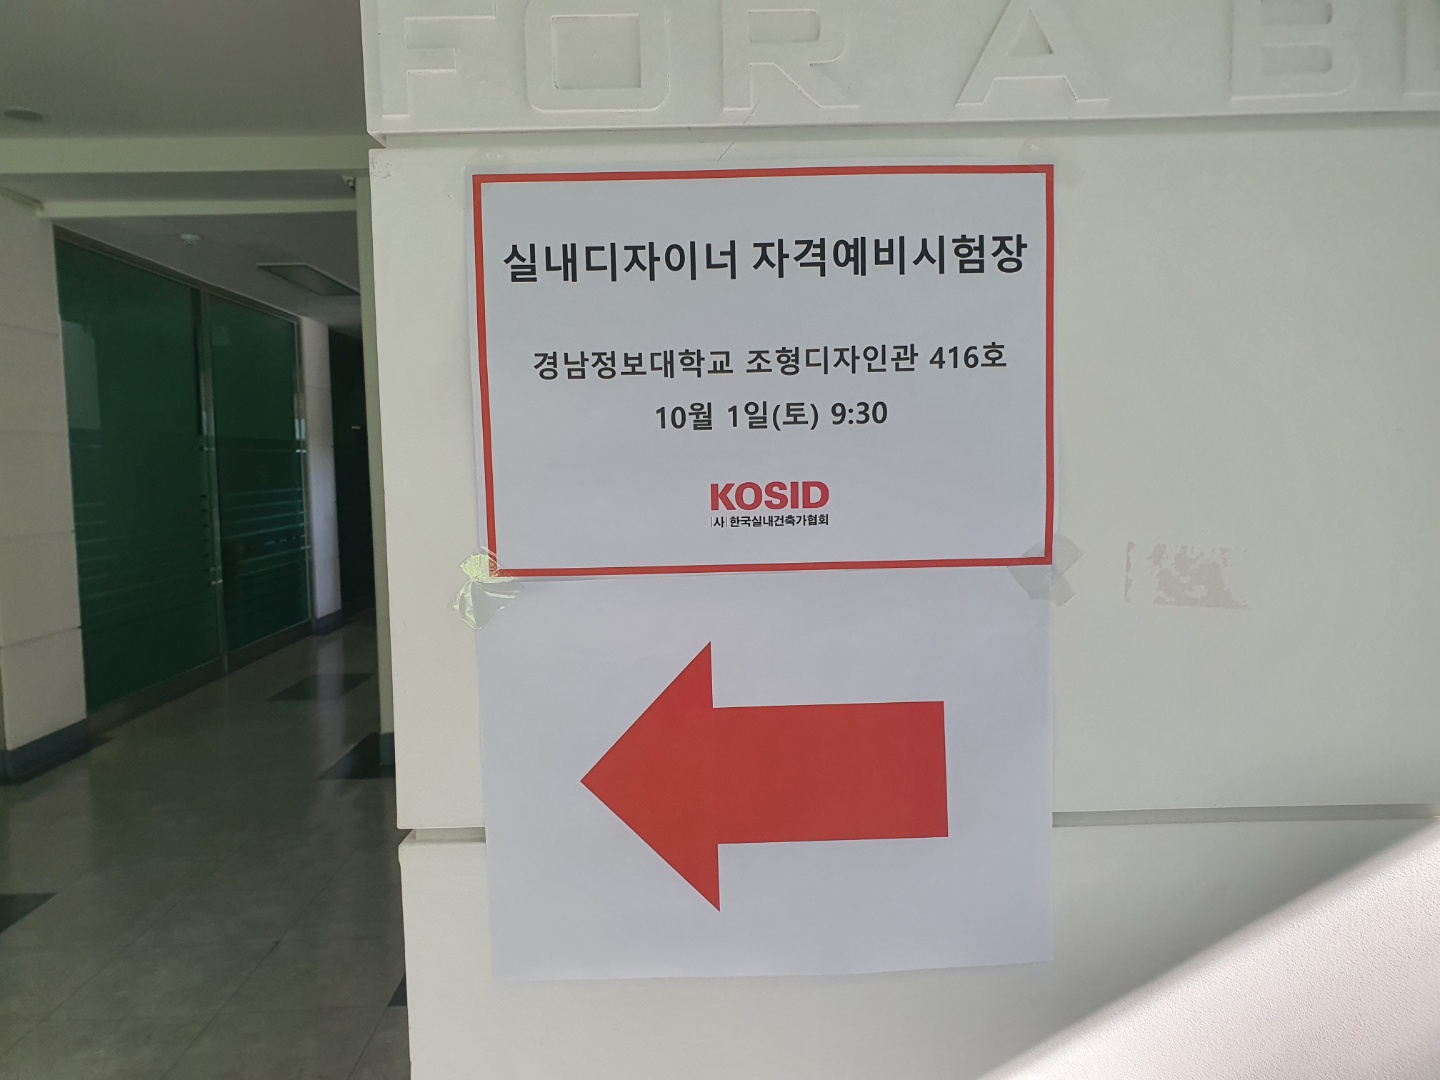 FOR A B
실내디자이너 자격예비시험장
경남정보대학교 조형디자인관 416호
10월 1일(토) 9:30
KOSID
|사| 한국실내건축가협회